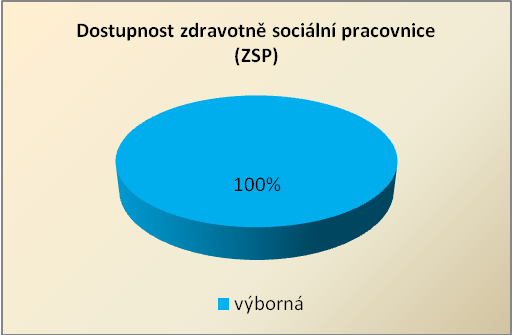 Dostupnost zdravotně sociální pracovnice
(ZSP)
100%
výborná